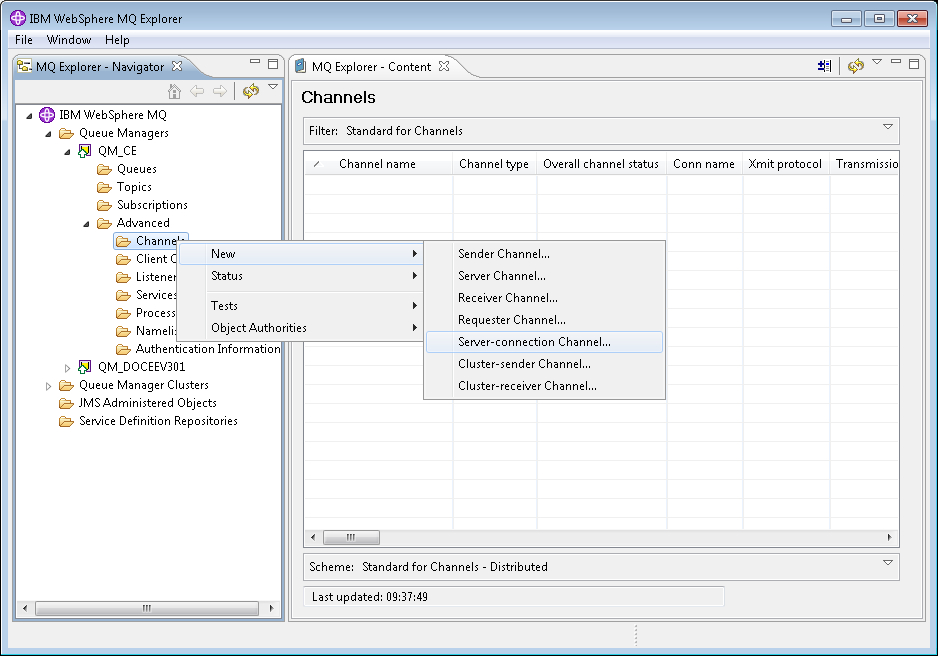 IBM WebSphere MQ Explorer
File Window Help
MQ Explorer - Navigator
IBM WebSphere MQ
Queue Managers
QM_CE
Queues
Topics
Subscriptions
Advanced
Channels
Client C
Listener
Services
Process
Namelis
Authentication Information
QM_DOCEEV301
Queue Manager Clusters
JMS Administered Objects
Service Definition Repositories
New
Status
Tests
Object Authorities
Sender Channel...
Server Channel...
Receiver Channel...
Requester Channel...
Server-connection Channel...
Cluster-sender Channel...
Cluster-receiver Channel...
MQ Explorer - Content
Channels
Filter: Standard for Channels
Channel name Channel type Overall channel status Conn name Xmit protocol Transmissio
Scheme: Standard for Channels - Distributed
Last updated: 09:37:49